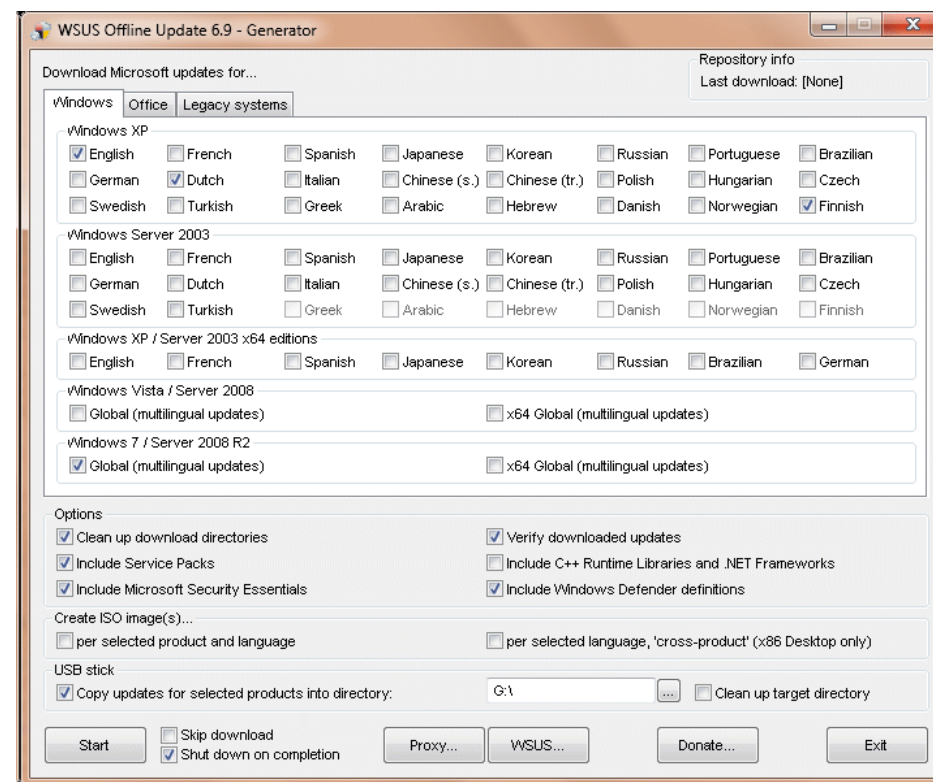 WSUS Offline Update 6.9 - Generator
Download Microsoft updates for...
Repository info
Last download: [None]
Windows Office Legacy systems
Windows XP
English French Spanish Japanese Korean Russian Portuguese Brazilian
German Dutch Italian Chinese (s.) Chinese (tr.) Polish Hungarian Czech
Swedish Turkish Greek Arabic Hebrew Danish Norwegian Finnish
Windows Server 2003
English French Spanish Japanese Korean Russian Portuguese Brazilian
German Dutch Italian Chinese (s.) Chinese (tr.) Polish Hungarian Czech
Swedish Turkish Greek Arabic Hebrew Danish Norwegian Finnish
Windows XP / Server 2003 x64 editions
English French Spanish Japanese Korean Russian Brazilian German
Windows Vista / Server 2008
Global (multilingual updates) x64 Global (multilingual updates)
Windows 7 / Server 2008 R2
Global (multilingual updates) x64 Global (multilingual updates)
Options
Clean up download directories Verify downloaded updates
Include Service Packs Include C++ Runtime Libraries and .NET Frameworks
Include Microsoft Security Essentials Include Windows Defender definitions
Create ISO image(s)...
per selected product and language per selected language, 'cross-product' (x86 Desktop only)
USB stick
Copy updates for selected products into directory: G:\ ... Clean up target directory
Start Skip download Proxy... WSUS... Donate... Exit
Shut down on completion